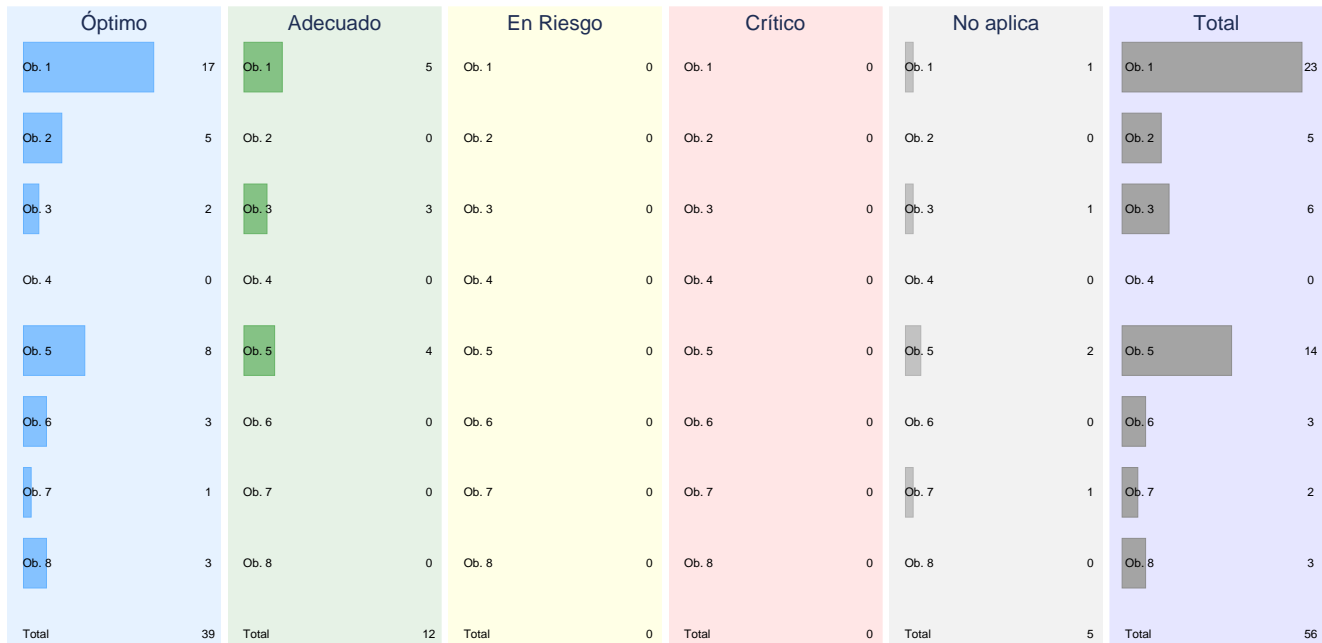 Óptimo Adecuado En Riesgo Crítico No aplica Total
Ob. 1 17 Ob. 1 5 Ob. 1 0 Ob. 1 0 Ob. 1 1 Ob. 1 23
Ob. 2 5 Ob. 2 0 Ob. 2 0 Ob. 2 0 Ob. 2 0 Ob. 2 5
Ob. 3 2 Ob. 3 3 Ob. 3 0 Ob. 3 0 Ob. 3 1 Ob. 3 6
Ob. 4 0 Ob. 4 0 Ob. 4 0 Ob. 4 0 Ob. 4 0 Ob. 4 0
Ob. 5 8 Ob. 5 4 Ob. 5 0 Ob. 5 0 Ob. 5 2 Ob. 5 14
Ob. 6 3 Ob. 6 0 Ob. 6 0 Ob. 6 0 Ob. 6 0 Ob. 6 3
Ob. 7 1 Ob. 7 0 Ob. 7 0 Ob. 7 0 Ob. 7 1 Ob. 7 2
Ob. 8 3 Ob. 8 0 Ob. 8 0 Ob. 8 0 Ob. 8 0 Ob. 8 3
Total 39 Total 12 Total 0 Total 0 Total 5 Total 56